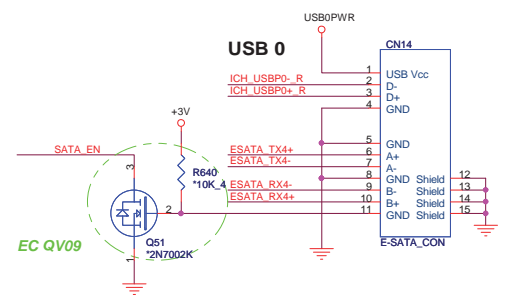 USB0PWR
USB 0
CN14
ICH_USBP0-_R
ICH_USBP0+_R
1 USB Vcc
2 D-
3 D+
4 GND
+3V
SATA_EN
ESATA_TX4+
ESATA_TX4-
5 GND
6 A+
7 A-
8 GND Shield 12
R640
*10K_4
ESATA_RX4-
ESATA_RX4+
9 B- Shield 13
10 B+ Shield 14
11 GND Shield 15
3
2
1
EC QV09
Q51
*2N7002K
E-SATA_CON